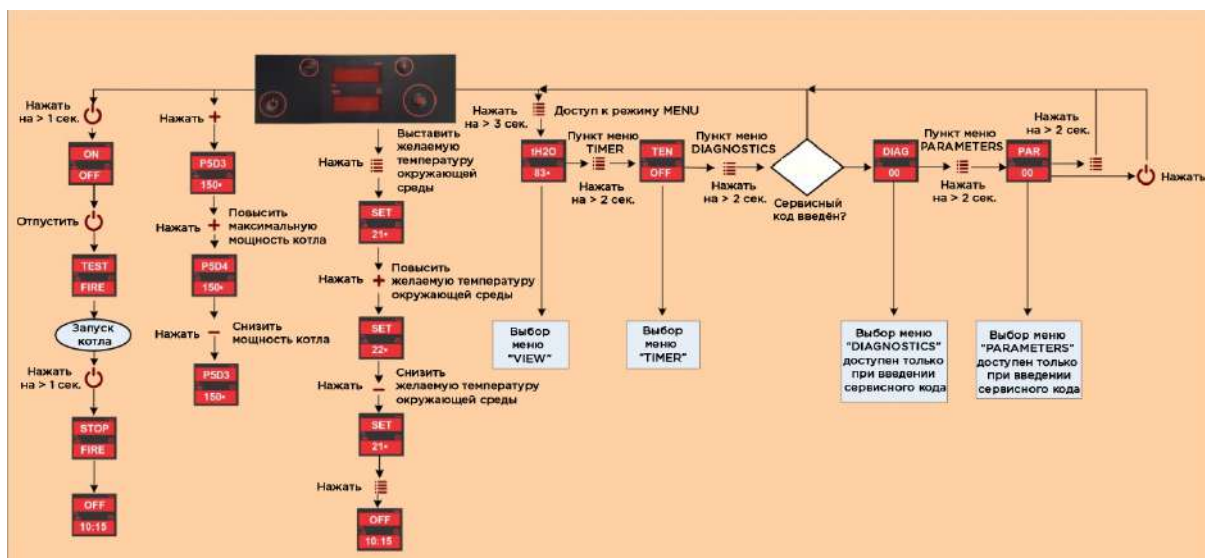 Нажать
на > 1 сек.
ON
OFF
Отпустить
TEST
FIRE
Запуск
котла
Нажать
на > 1 сек.
STOP
FIRE
OFF
10:15
Нажать
P5D3
150•
Нажать
Повысить
максимальную
мощность котла
P5D4
150•
Нажать
Снизить
мощность котла
P5D3
150•
Нажать
Выставить
желаемую
температуру
окружающей
среды
SET
21•
Нажать
Повысить
желаемую температуру
окружающей среды
SET
22•
Нажать
Снизить
желаемую температуру
окружающей среды
SET
21•
Нажать
OFF
10:15
Нажать
на > 3 сек.
Доступ к режиму MENU
tH2O
83•
Пункт меню
TIMER
Нажать
на > 2 сек.
TEN
OFF
Пункт меню
DIAGNOSTICS
Нажать
на > 2 сек.
Сервисный
код введён?
DIAG
00
Пункт меню
PARAMETERS
Нажать
на > 2 сек.
PAR
00
Нажать
на > 2 сек.
Нажать
Выбор
меню
"VIEW"
Выбор
меню
"TIMER"
Выбор меню
"DIAGNOSTICS"
доступен только
при введении
сервисного кода
Выбор меню
"PARAMETERS"
доступен только
при введении
сервисного кода